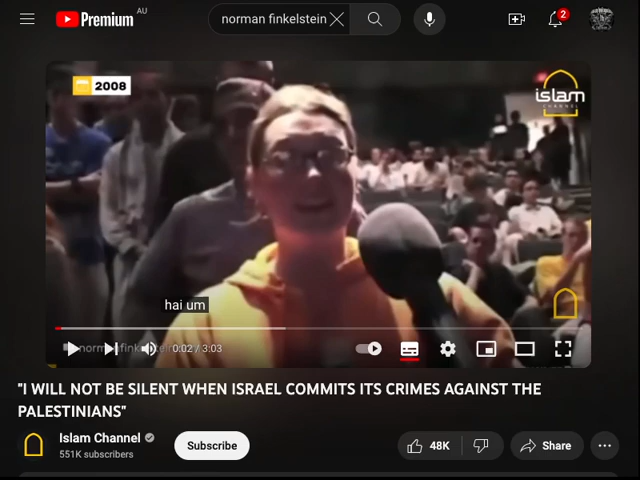 Premium AU
norman finkelstein
2
2008
islam
CHANNEL
hai um
0:02 / 3:03
"I WILL NOT BE SILENT WHEN ISRAEL COMMITS ITS CRIMES AGAINST THE
PALESTINIANS"
Islam Channel
551K subscribers
Subscribe
48K
Share